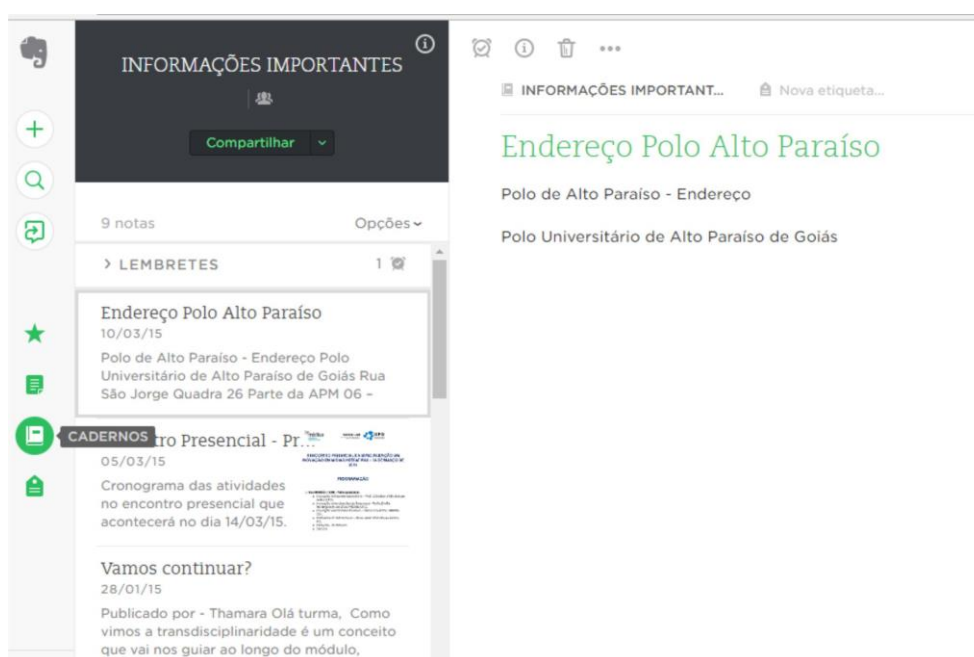 INFORMAÇÕES IMPORTANTES
Compartilhar
9 notas
Opções
LEMBRETES
1
Endereço Polo Alto Paraíso
10/03/15
Polo de Alto Paraíso - Endereço Polo
Universitário de Alto Paraíso de Goiás Rua
São Jorge Quadra 26 Parte da APM 06 –
CADERNOS
tro Presencial - Pr...
05/03/15
Cronograma das atividades
no encontro presencial que
acontecerá no dia 14/03/15.
PROGRAMAÇÃO
Vamos continuar?
28/01/15
Publicado por - Thamara Olá turma, Como
vimos a transdisciplinaridade é um conceito
que vai nos guiar ao longo do módulo,
INFORMAÇÕES IMPORTANT...
Nova etiqueta...
Endereço Polo Alto Paraíso
Polo de Alto Paraíso - Endereço
Polo Universitário de Alto Paraíso de Goiás